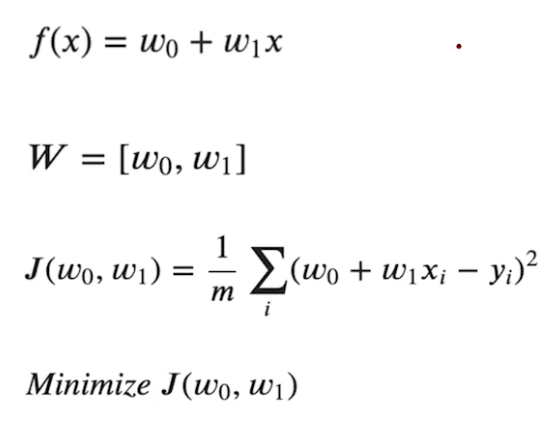 f(x) = w₀ + w₁x
W = [w₀, w₁]
J(w₀, w₁) = 1/m ∑ᵢ (w₀ + w₁xᵢ − yᵢ)²
Minimize J(w₀, w₁)